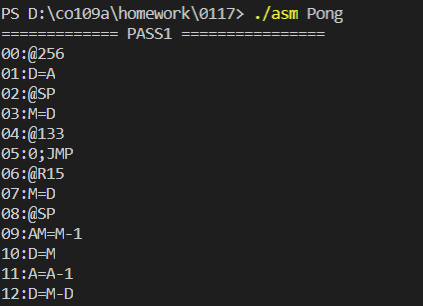 PS D:\co109a\homework\0117> ./asm Pong
============= PASS1 ================
00:@256
01:D=A
02:@SP
03:M=D
04:@133
05:0;JMP
06:@R15
07:M=D
08:@SP
09:AM=M-1
10:D=M
11:A=A-1
12:D=M-D